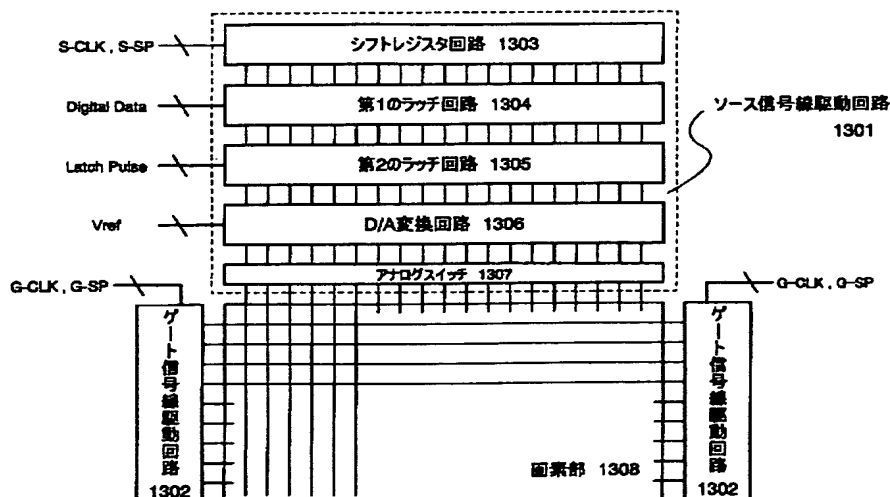 S-CLK , S-SP
シフトレジスタ回路 1303
Digital Data
第1のラッチ回路 1304
ソース信号線駆動回路
1301
Latch Pulse
第2のラッチ回路 1305
Vref
D/A変換回路 1306
アナログスイッチ 1307
G-CLK , G-SP
G-CLK , G-SP
ゲート信号線駆動回路
1302
画素部 1308
ゲート信号線駆動回路
1302